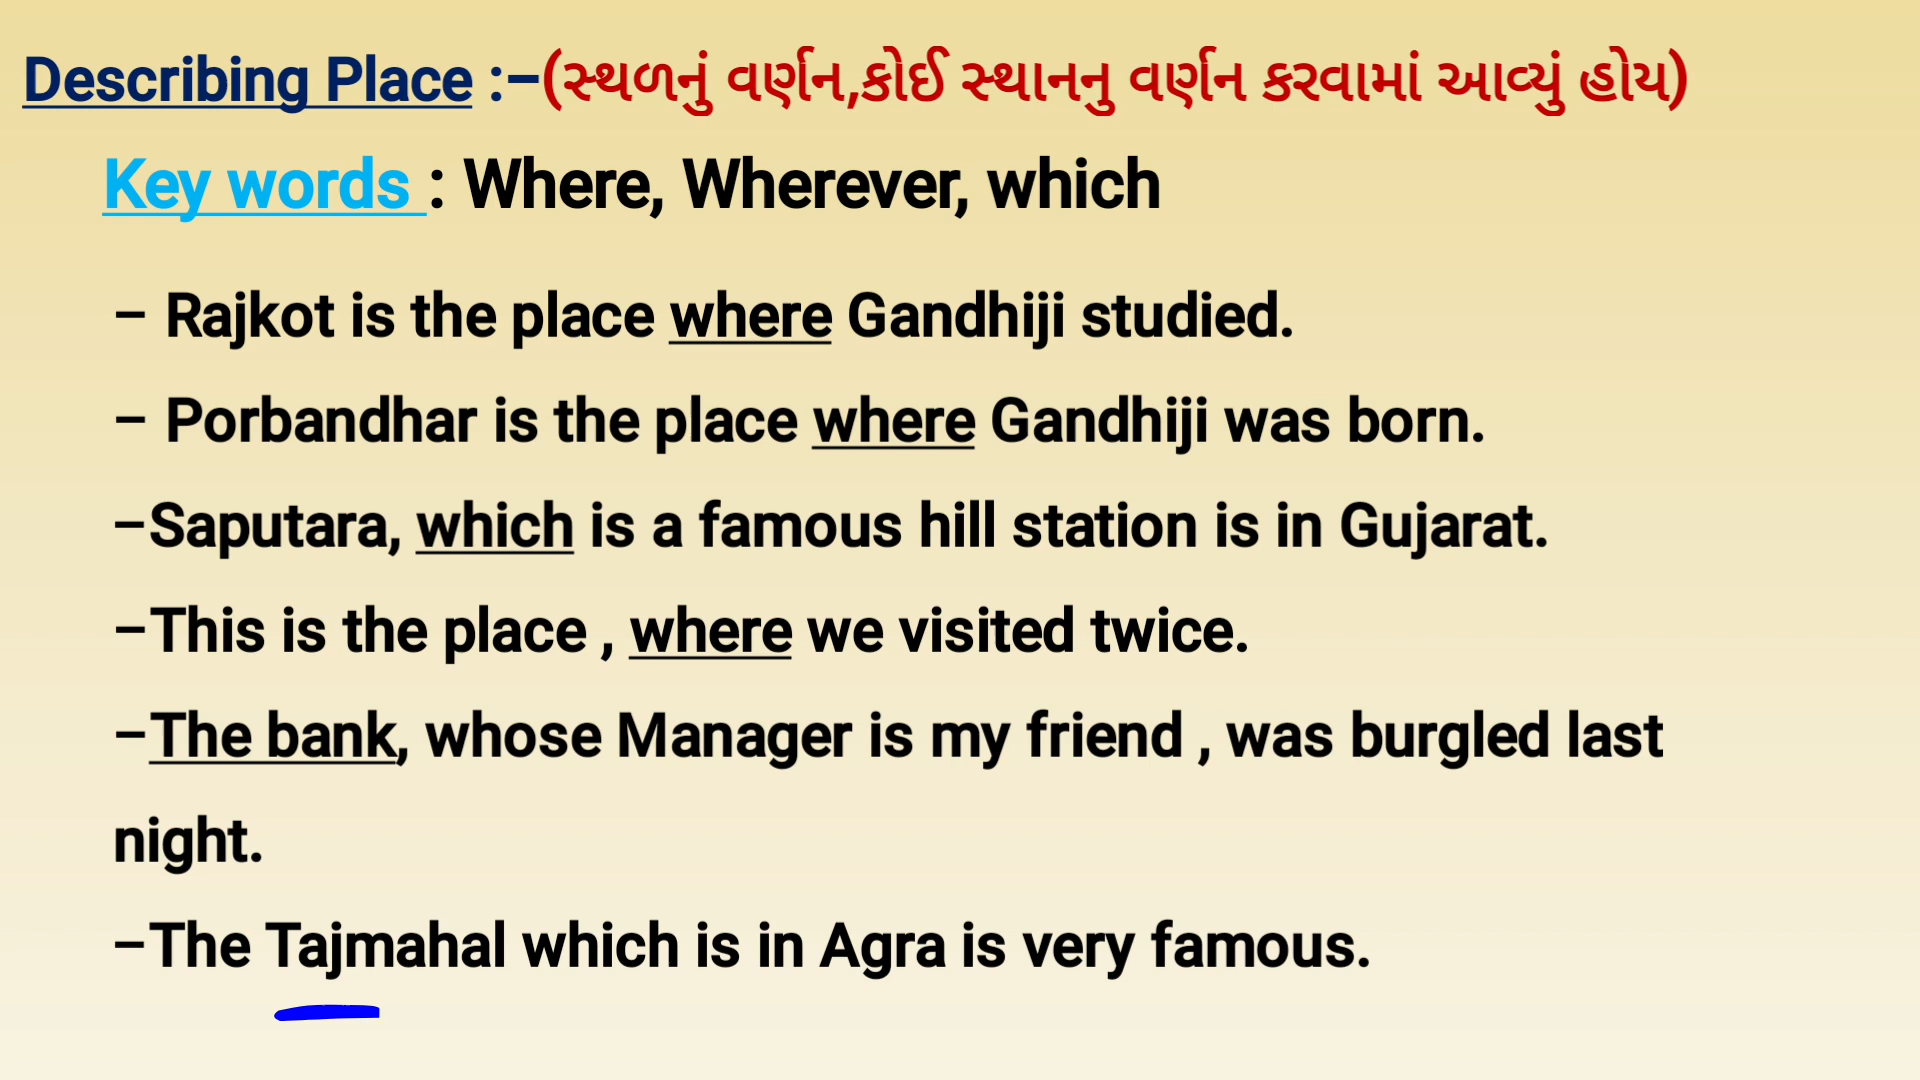 Describing Place :–(સ્થળનું વર્ણન,કોઈ સ્થાનનુ વર્ણન કરવામાં આવ્યું હોય)
Key words : Where, Wherever, which
– Rajkot is the place where Gandhiji studied.
– Porbandhar is the place where Gandhiji was born.
–Saputara, which is a famous hill station is in Gujarat.
–This is the place , where we visited twice.
–The bank, whose Manager is my friend , was burgled last
night.
–The Tajmahal which is in Agra is very famous.